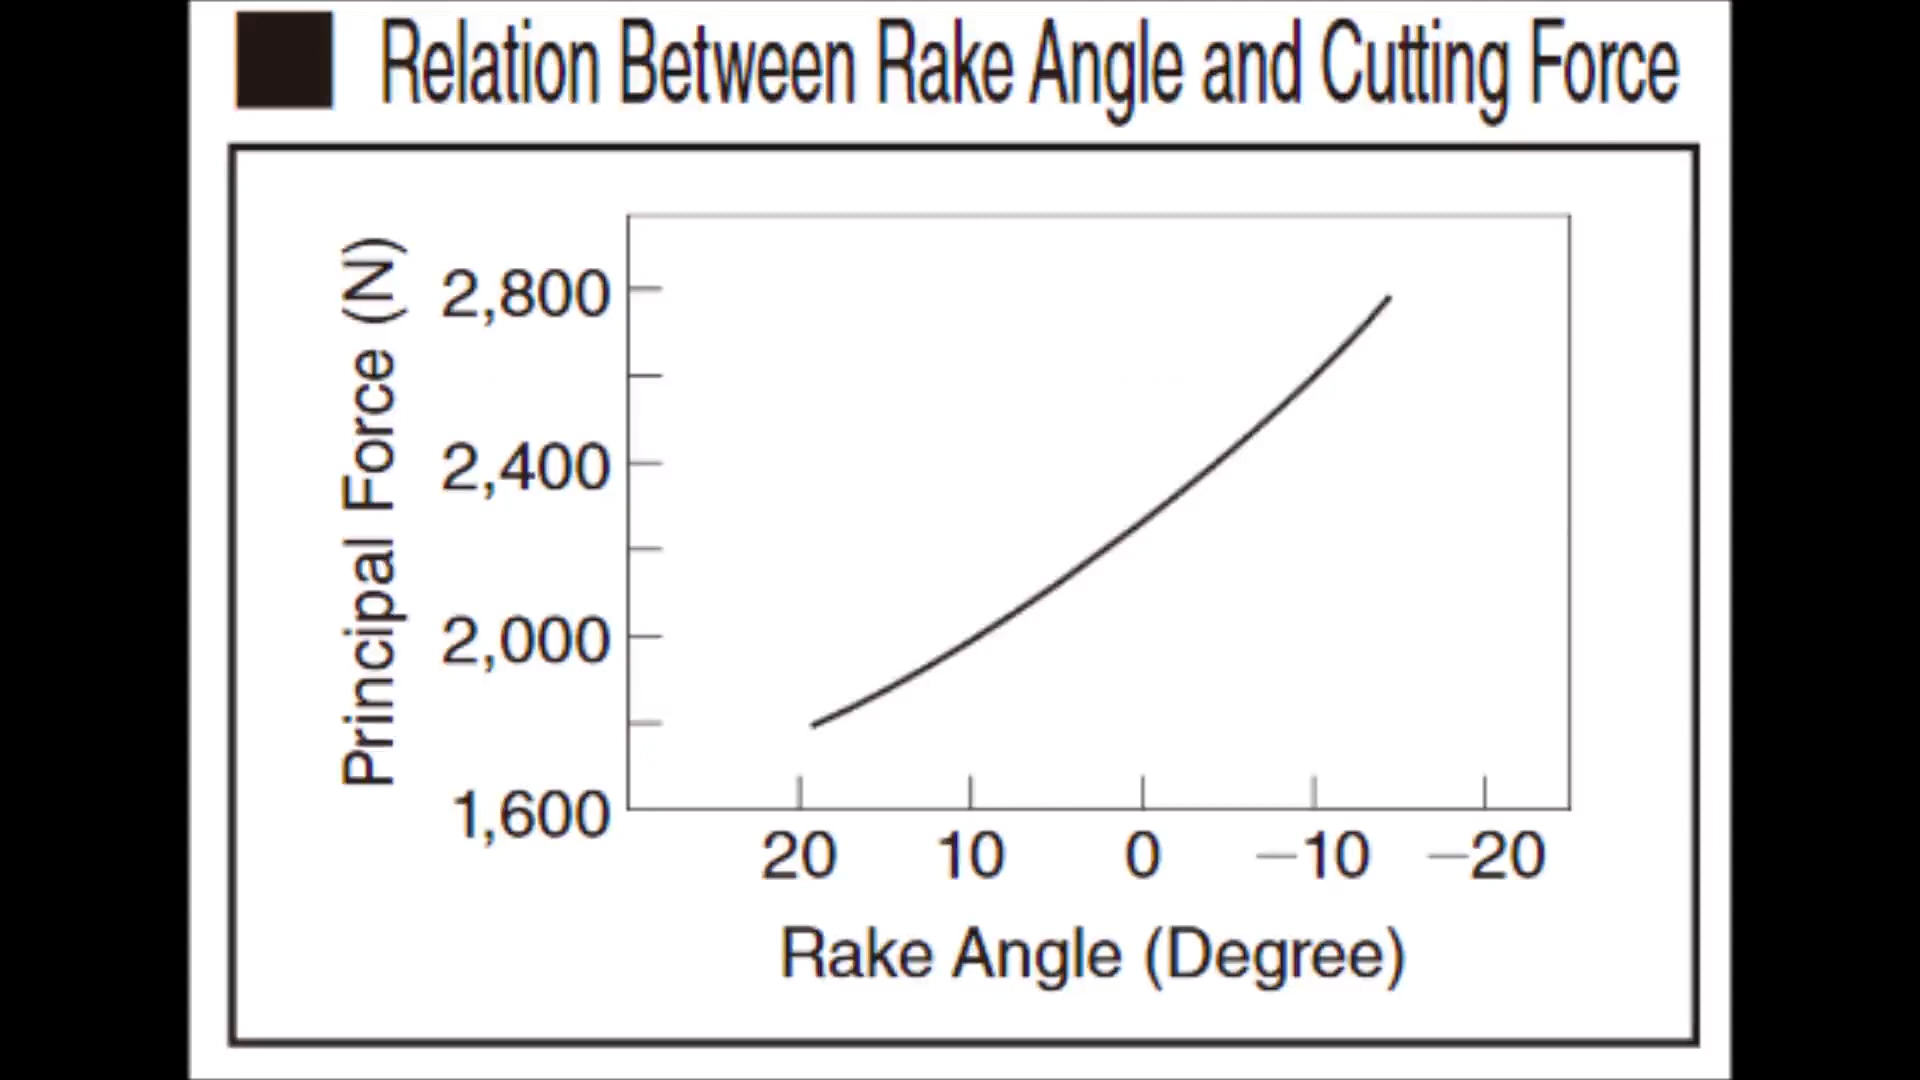 Relation Between Rake Angle and Cutting Force
Principal Force (N)
2,800
2,400
2,000
1,600
20 10 0 −10 −20
Rake Angle (Degree)